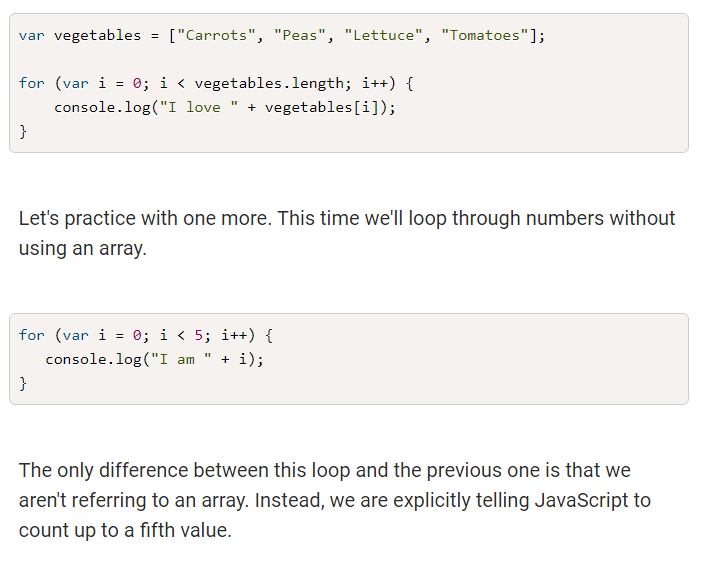 var vegetables = ["Carrots", "Peas", "Lettuce", "Tomatoes"];
for (var i = 0; i < vegetables.length; i++) {
    console.log("I love " + vegetables[i]);
}
Let's practice with one more. This time we'll loop through numbers without
using an array.
for (var i = 0; i < 5; i++) {
   console.log("I am " + i);
}
The only difference between this loop and the previous one is that we
aren't referring to an array. Instead, we are explicitly telling JavaScript to
count up to a fifth value.